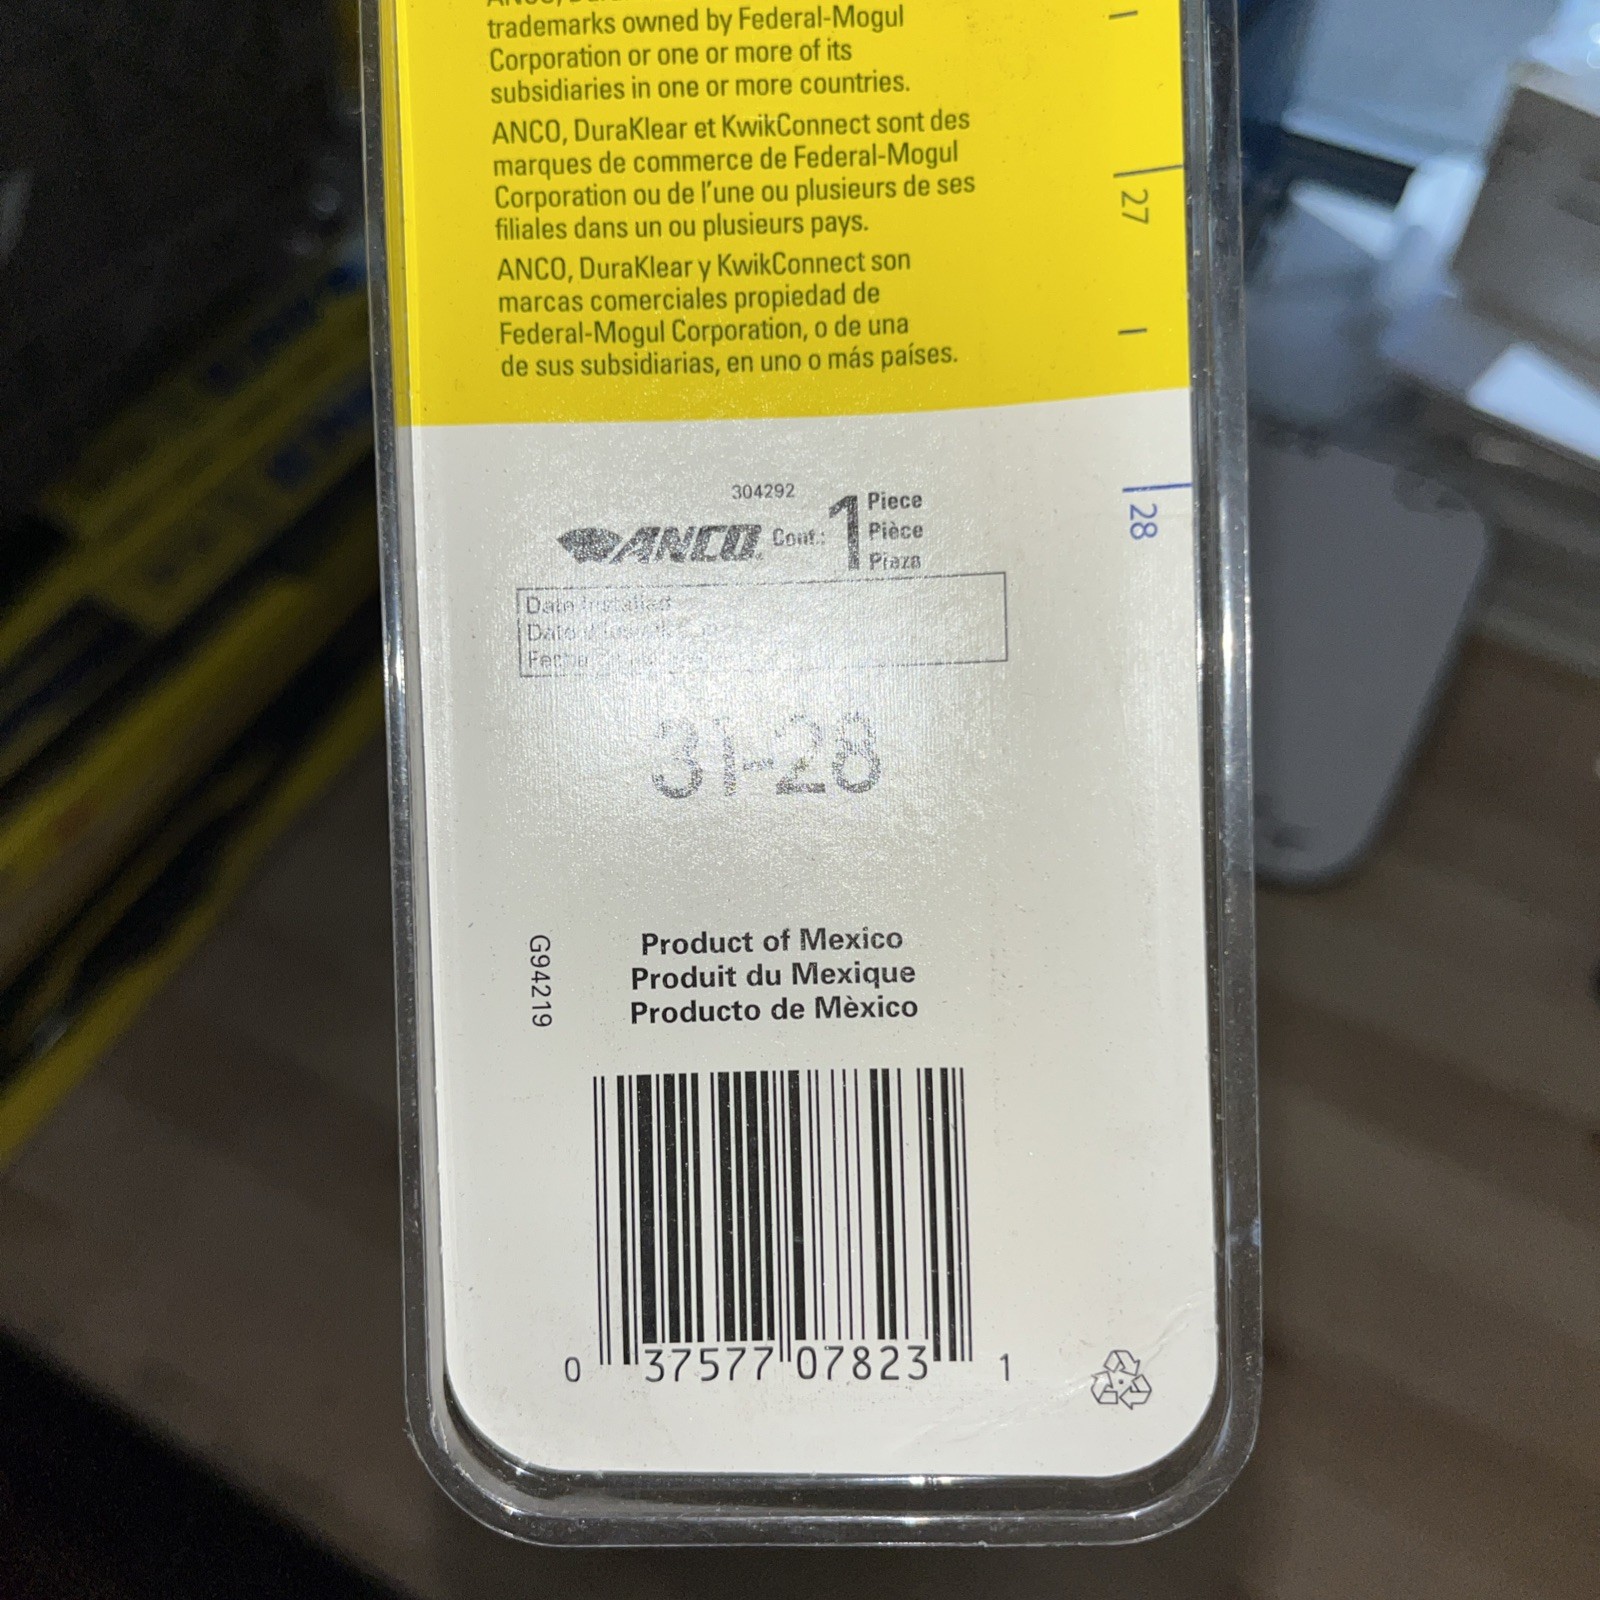 trademarks owned by Federal-Mogul
Corporation or one or more of its
subsidiaries in one or more countries.
ANCO, DuraKlear et KwikConnect sont des
marques de commerce de Federal-Mogul
Corporation ou de l'une ou plusieurs de ses
filiales dans un ou plusieurs pays.
ANCO, DuraKlear y KwikConnect son
marcas comerciales propiedad de
Federal-Mogul Corporation, o de una
de sus subsidiarias, en uno o más países.
27
28
304292
ANCO Cont.: 1 Piece
Pièce
Pieza
Date Installed
Date
Fecha
31-28
G94219
Product of Mexico
Produit du Mexique
Producto de Mèxico
0 37577 07823 1